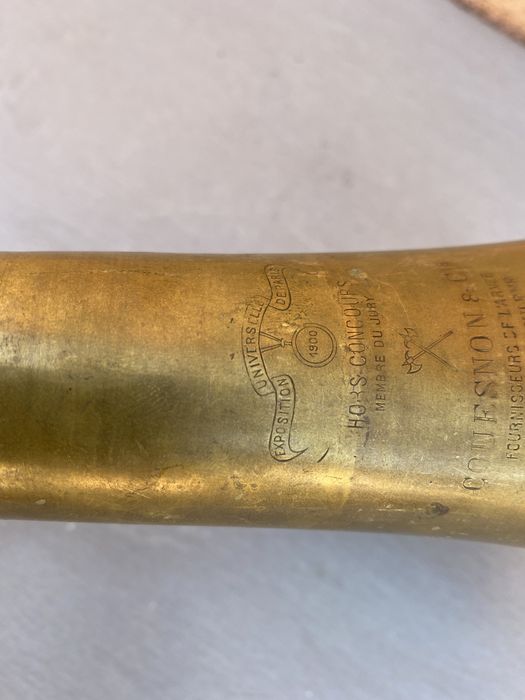 EXPOSITION UNIVERSELLE DE PARIS
1900
HORS CONCOURS
MEMBRE DU JURY
COUESNON & Cie
FOURNISSEURS DE L'ARMÉE